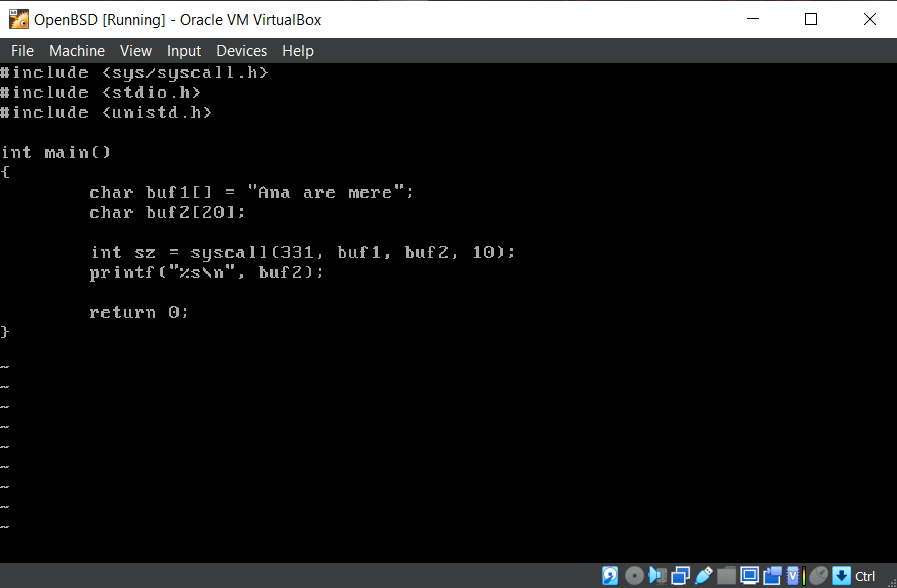 OpenBSD [Running] - Oracle VM VirtualBox
File Machine View Input Devices Help
#include <sys/syscall.h>
#include <stdio.h>
#include <unistd.h>
int main()
{
        char buf1[] = "Ana are mere";
        char buf2[20];
        int sz = syscall(331, buf1, buf2, 10);
        printf("%s\n", buf2);
        return 0;
}
~
~
~
~
~
~
~
~
~
Ctrl